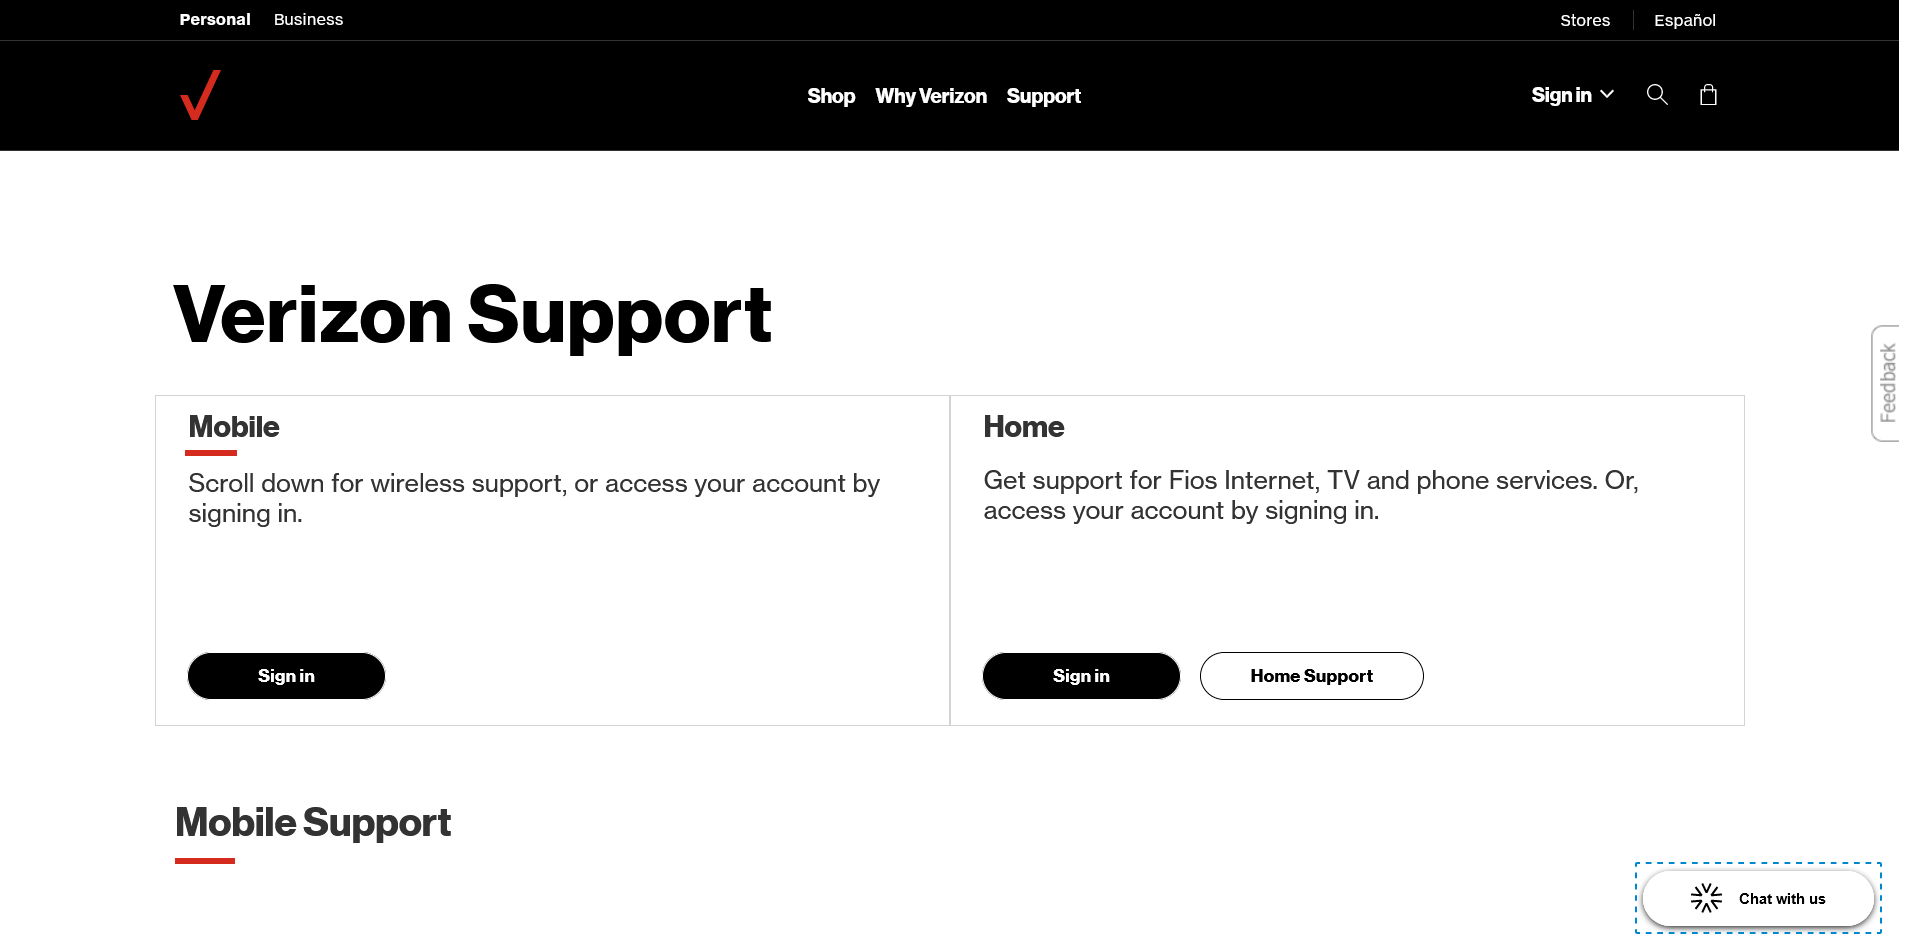 Personal Business Stores Español
Shop Why Verizon Support Sign in
Verizon Support
Mobile
Scroll down for wireless support, or access your account by
signing in.
Sign in
Home
Get support for Fios Internet, TV and phone services. Or,
access your account by signing in.
Sign in Home Support
Feedback
Mobile Support
Chat with us